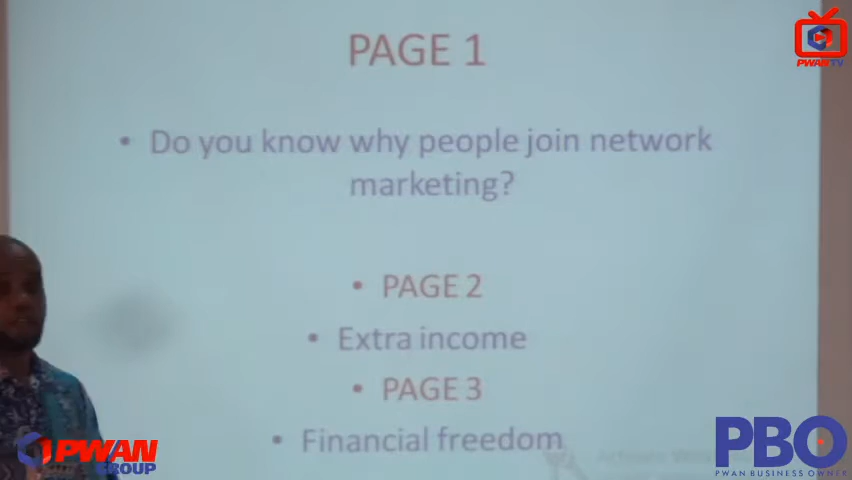 PAGE 1
• Do you know why people join network
marketing?
• PAGE 2
• Extra income
• PAGE 3
• Financial freedom
PWANTV
PWAN
GROUP
PBO
PWAN BUSINESS OWNER